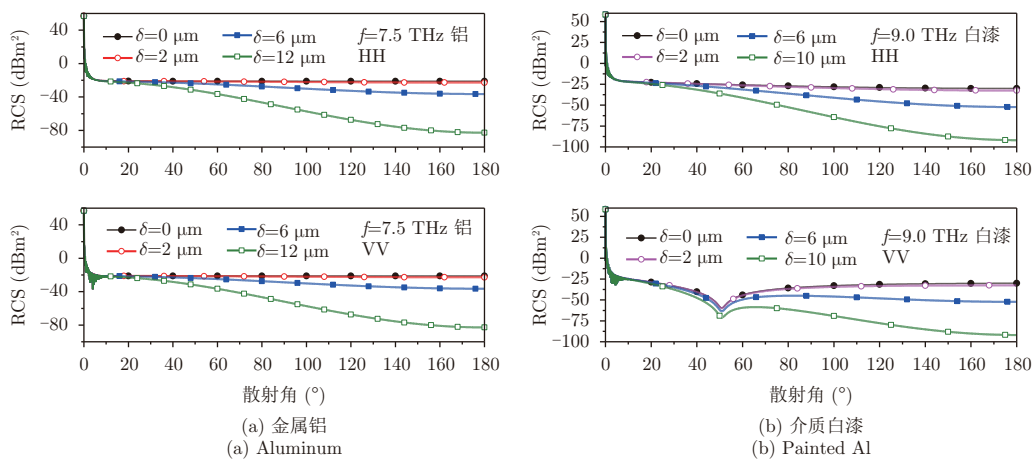 40
0
−40
−80
RCS (dBm²)
δ=0 μm
δ=6 μm
f=7.5 THz 铝
δ=2 μm
δ=12 μm
HH
0 20 40 60 80 100 120 140 160 180
50
25
0
−25
−50
−75
−100
RCS (dBm²)
δ=0 μm
δ=6 μm
f=9.0 THz 白漆
δ=2 μm
δ=10 μm
HH
0 20 40 60 80 100 120 140 160 180
40
0
−40
−80
RCS (dBm²)
δ=0 μm
δ=6 μm
f=7.5 THz 铝
δ=2 μm
δ=12 μm
VV
0 20 40 60 80 100 120 140 160 180
散射角 (°)
(a) 金属铝
(a) Aluminum
50
25
0
−25
−50
−75
−100
RCS (dBm²)
δ=0 μm
δ=6 μm
f=9.0 THz 白漆
δ=2 μm
δ=10 μm
VV
0 20 40 60 80 100 120 140 160 180
散射角 (°)
(b) 介质白漆
(b) Painted Al